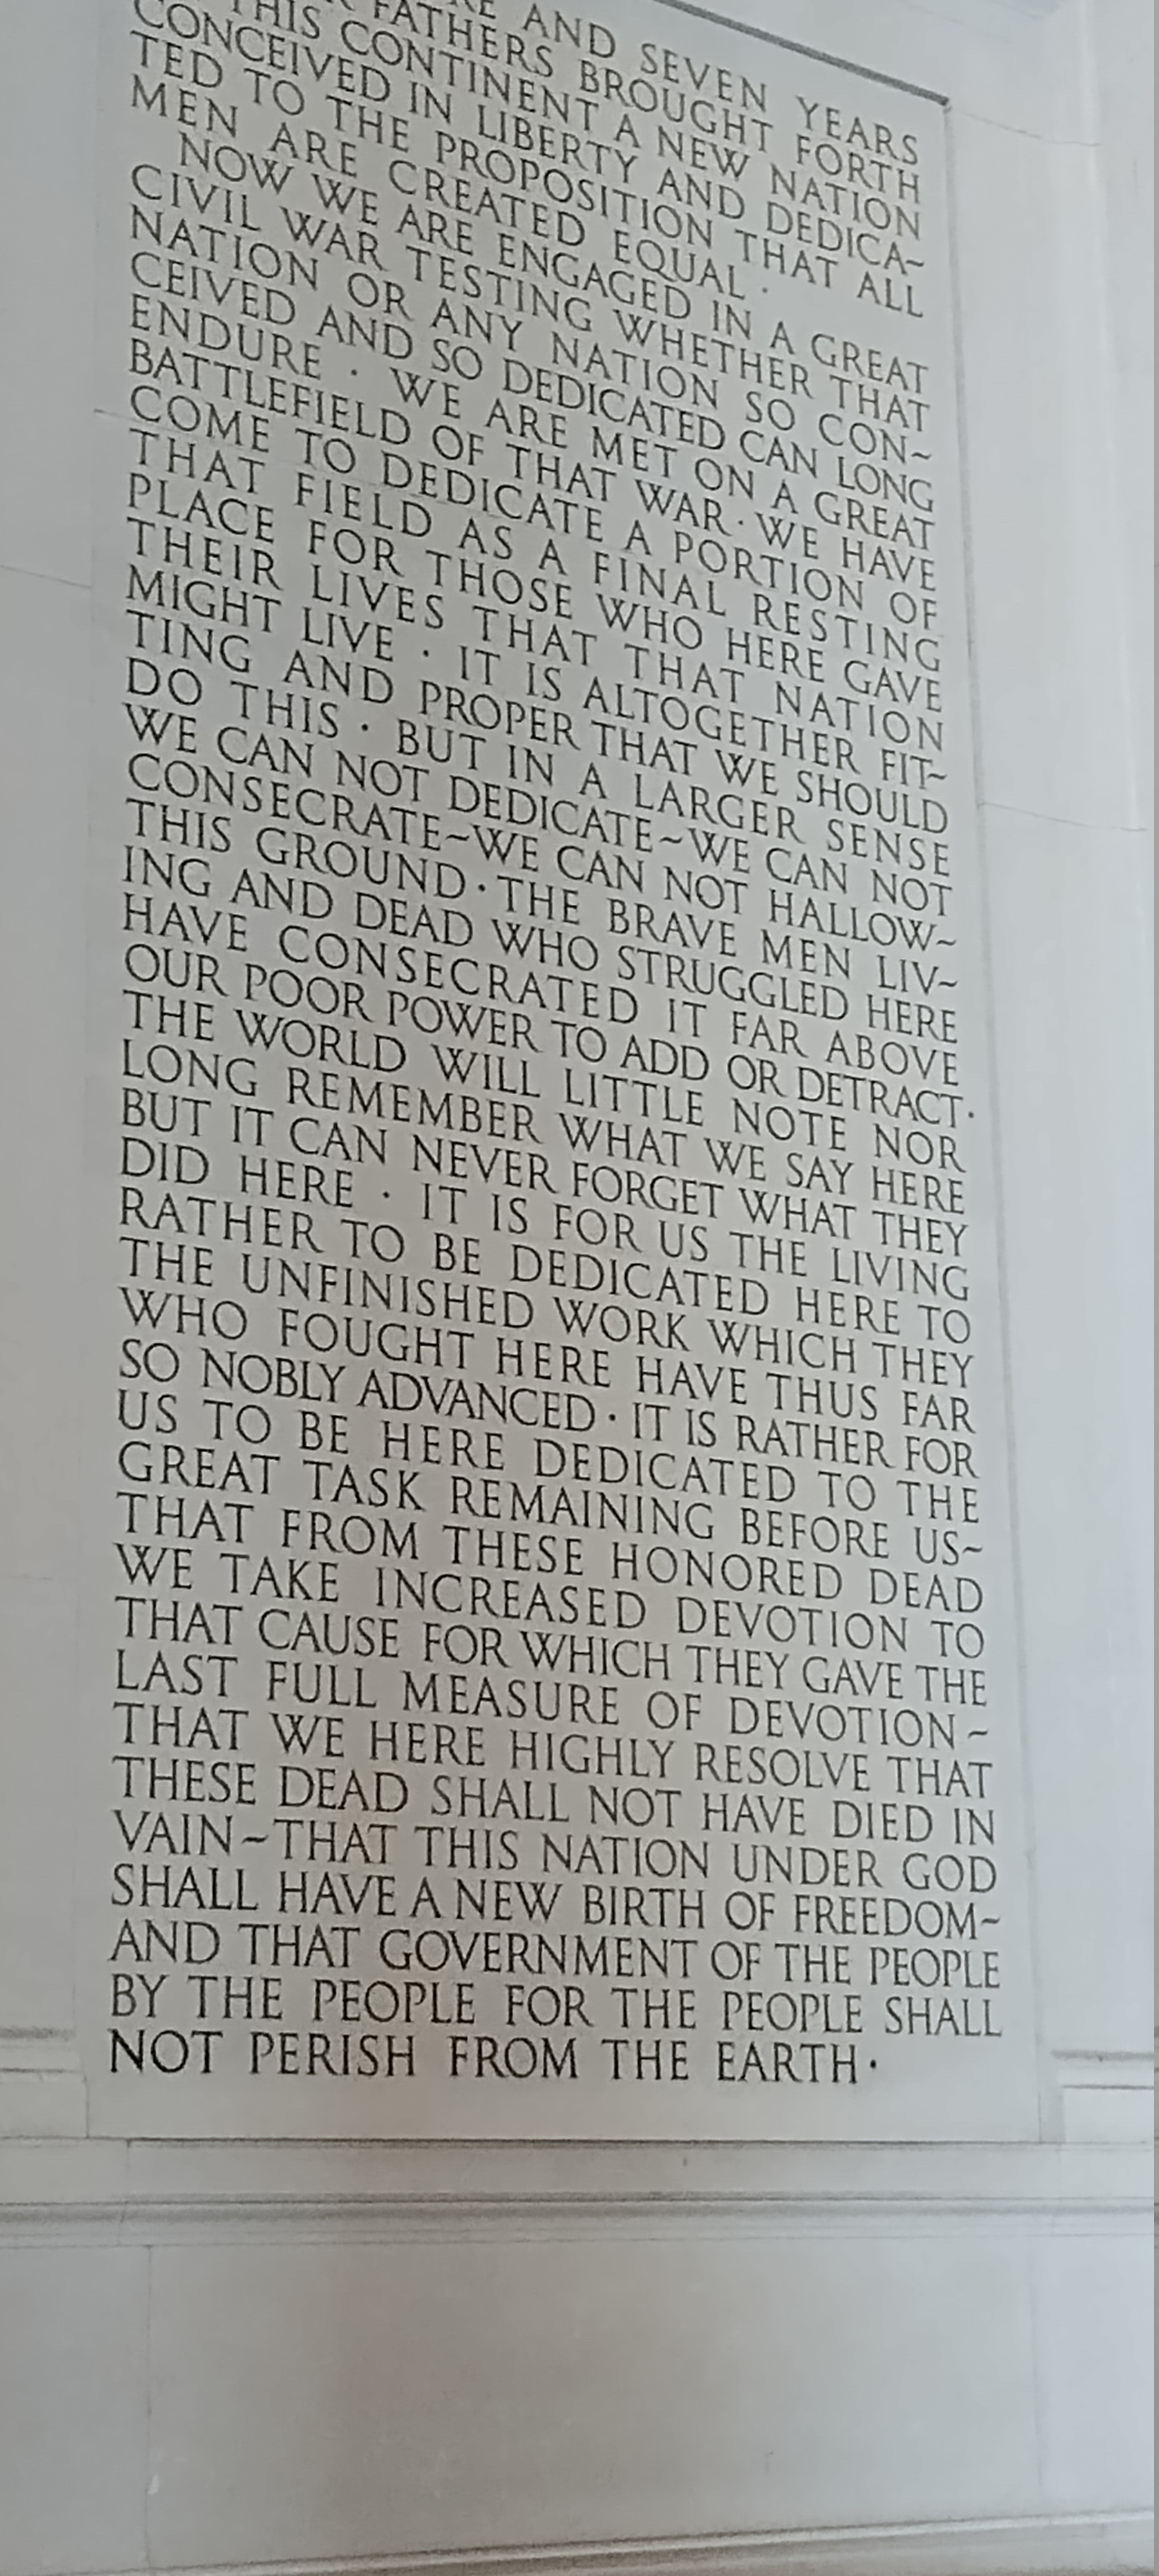 AND SEVEN YEARS
FATHERS BROUGHT FORTH
THIS CONTINENT A NEW NATION
CONCEIVED IN LIBERTY AND DEDICA~
TED TO THE PROPOSITION THAT ALL
MEN ARE CREATED EQUAL ·
NOW WE ARE ENGAGED IN A GREAT
CIVIL WAR TESTING WHETHER THAT
NATION OR ANY NATION SO CON~
CEIVED AND SO DEDICATED CAN LONG
ENDURE · WE ARE MET ON A GREAT
BATTLEFIELD OF THAT WAR · WE HAVE
COME TO DEDICATE A PORTION OF
THAT FIELD AS A FINAL RESTING
PLACE FOR THOSE WHO HERE GAVE
THEIR LIVES THAT THAT NATION
MIGHT LIVE · IT IS ALTOGETHER FIT~
TING AND PROPER THAT WE SHOULD
DO THIS · BUT IN A LARGER SENSE
WE CAN NOT DEDICATE~WE CAN NOT
CONSECRATE~WE CAN NOT HALLOW~
THIS GROUND · THE BRAVE MEN LIV~
ING AND DEAD WHO STRUGGLED HERE
HAVE CONSECRATED IT FAR ABOVE
OUR POOR POWER TO ADD OR DETRACT ·
THE WORLD WILL LITTLE NOTE NOR
LONG REMEMBER WHAT WE SAY HERE
BUT IT CAN NEVER FORGET WHAT THEY
DID HERE · IT IS FOR US THE LIVING
RATHER TO BE DEDICATED HERE TO
THE UNFINISHED WORK WHICH THEY
WHO FOUGHT HERE HAVE THUS FAR
SO NOBLY ADVANCED · IT IS RATHER FOR
US TO BE HERE DEDICATED TO THE
GREAT TASK REMAINING BEFORE US~
THAT FROM THESE HONORED DEAD
WE TAKE INCREASED DEVOTION TO
THAT CAUSE FOR WHICH THEY GAVE THE
LAST FULL MEASURE OF DEVOTION~
THAT WE HERE HIGHLY RESOLVE THAT
THESE DEAD SHALL NOT HAVE DIED IN
VAIN~THAT THIS NATION UNDER GOD
SHALL HAVE A NEW BIRTH OF FREEDOM~
AND THAT GOVERNMENT OF THE PEOPLE
BY THE PEOPLE FOR THE PEOPLE SHALL
NOT PERISH FROM THE EARTH ·